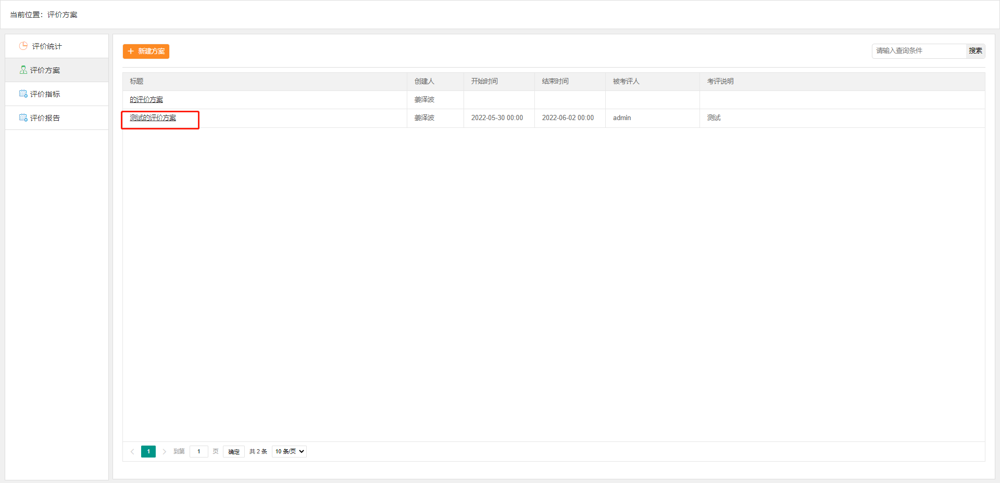 当前位置：评价方案
评价统计
评价方案
评价指标
评价报告
新建方案
请输入查询条件 搜索
标题 创建人 开始时间 结束时间 被考评人 考评说明
的评价方案 姜泽波
测试的评价方案 姜泽波 2022-05-30 00:00 2022-06-02 00:00 admin 测试
1 到第 1 页 确定 共 2 条 10 条/页